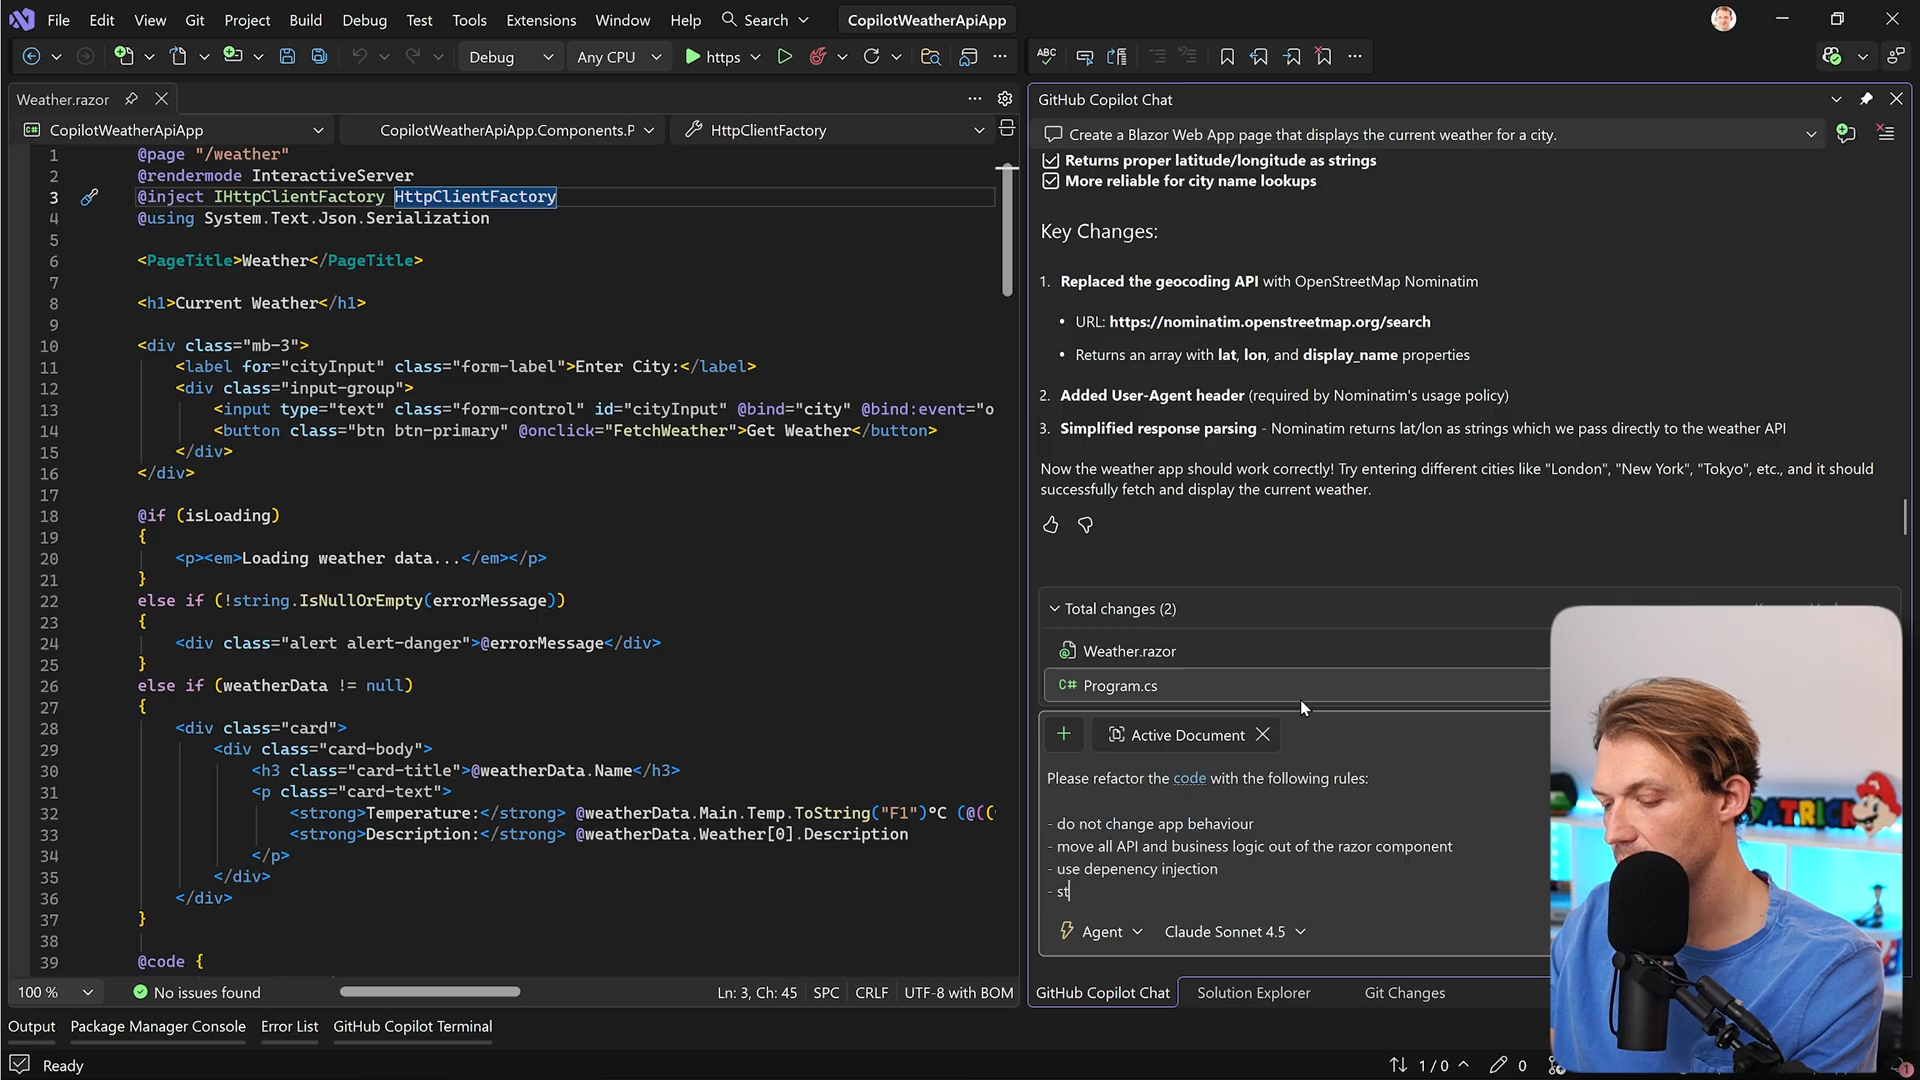 File Edit View Git Project Build Debug Test Tools Extensions Window Help Search CopilotWeatherApiApp
Debug Any CPU https
Weather.razor
CopilotWeatherApiApp CopilotWeatherApiApp.Components.P HttpClientFactory
1 @page "/weather"
2 @rendermode InteractiveServer
3 @inject IHttpClientFactory HttpClientFactory
4 @using System.Text.Json.Serialization
5
6 <PageTitle>Weather</PageTitle>
7
8 <h1>Current Weather</h1>
9
10 <div class="mb-3">
11 <label for="cityInput" class="form-label">Enter City:</label>
12 <div class="input-group">
13 <input type="text" class="form-control" id="cityInput" @bind="city" @bind:event="o
14 <button class="btn btn-primary" @onclick="FetchWeather">Get Weather</button>
15 </div>
16 </div>
17
18 @if (isLoading)
19 {
20 <p><em>Loading weather data...</em></p>
21 }
22 else if (!string.IsNullOrEmpty(errorMessage))
23 {
24 <div class="alert alert-danger">@errorMessage</div>
25 }
26 else if (weatherData != null)
27 {
28 <div class="card">
29 <div class="card-body">
30 <h3 class="card-title">@weatherData.Name</h3>
31 <p class="card-text">
32 <strong>Temperature:</strong> @weatherData.Main.Temp.ToString("F1")°C (@((
33 <strong>Description:</strong> @weatherData.Weather[0].Description
34 </p>
35 </div>
36 </div>
37 }
38
39 @code {
100 % No issues found Ln: 3, Ch: 45 SPC CRLF UTF-8 with BOM
Output Package Manager Console Error List GitHub Copilot Terminal
Ready
GitHub Copilot Chat
Create a Blazor Web App page that displays the current weather for a city.
Returns proper latitude/longitude as strings
More reliable for city name lookups
Key Changes:
1. Replaced the geocoding API with OpenStreetMap Nominatim
• URL: https://nominatim.openstreetmap.org/search
• Returns an array with lat, lon, and display_name properties
2. Added User-Agent header (required by Nominatim's usage policy)
3. Simplified response parsing - Nominatim returns lat/lon as strings which we pass directly to the weather API
Now the weather app should work correctly! Try entering different cities like "London", "New York", "Tokyo", etc., and it should
successfully fetch and display the current weather.
Total changes (2)
Weather.razor
C# Program.cs
Active Document
Please refactor the code with the following rules:
- do not change app behaviour
- move all API and business logic out of the razor component
- use depenency injection
- st
Agent Claude Sonnet 4.5
GitHub Copilot Chat Solution Explorer Git Changes
1 / 0 0
1